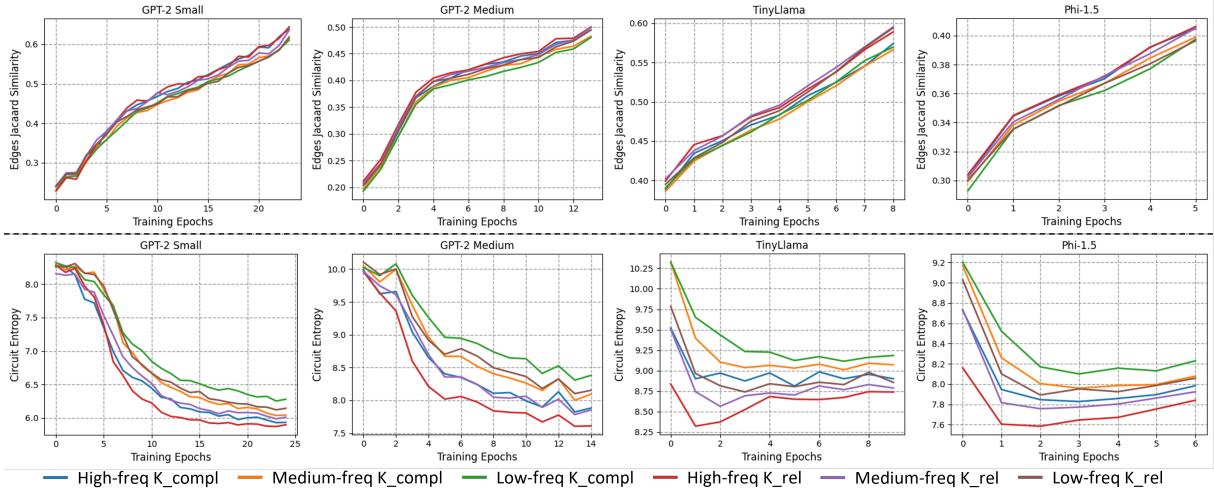 GPT-2 Small
Edges Jacaard Similarity
0.6
0.5
0.4
0.3
0 5 10 15 20
Training Epochs
GPT-2 Medium
Edges Jacaard Similarity
0.50
0.45
0.40
0.35
0.30
0.25
0.20
0 2 4 6 8 10 12
Training Epochs
TinyLlama
Edges Jacaard Similarity
0.60
0.55
0.50
0.45
0.40
0 1 2 3 4 5 6 7 8
Training Epochs
Phi-1.5
Edges Jacaard Similarity
0.40
0.38
0.36
0.34
0.32
0.30
0 1 2 3 4 5
Training Epochs
GPT-2 Small
Circuit Entropy
8.0
7.5
7.0
6.5
6.0
0 5 10 15 20 25
Training Epochs
GPT-2 Medium
Circuit Entropy
10.0
9.5
9.0
8.5
8.0
7.5
0 2 4 6 8 10 12 14
Training Epochs
TinyLlama
Circuit Entropy
10.25
10.00
9.75
9.50
9.25
9.00
8.75
8.50
8.25
0 2 4 6 8
Training Epochs
Phi-1.5
Circuit Entropy
9.2
9.0
8.8
8.6
8.4
8.2
8.0
7.8
7.6
0 1 2 3 4 5 6
Training Epochs
High-freq K_compl Medium-freq K_compl Low-freq K_compl High-freq K_rel Medium-freq K_rel Low-freq K_rel